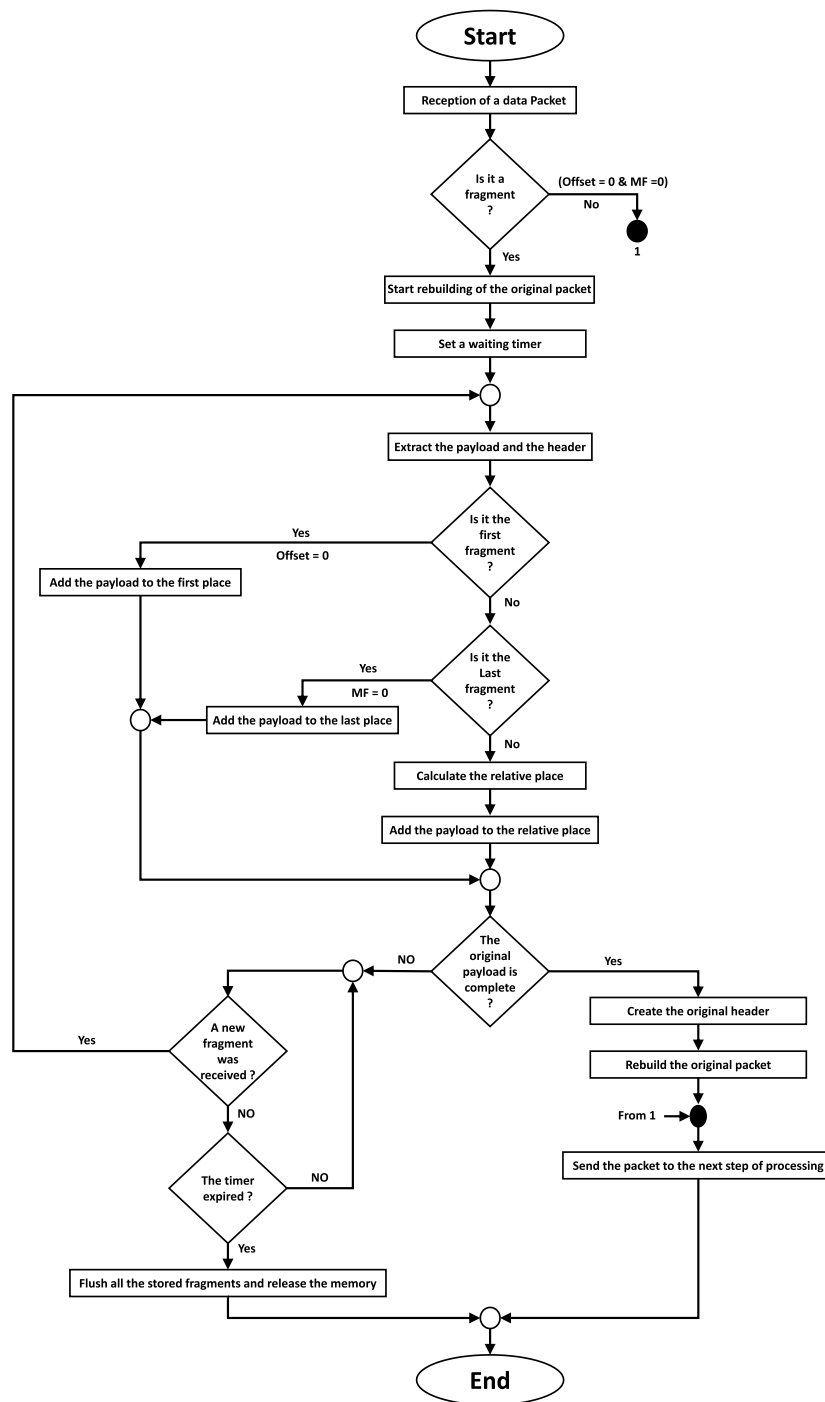 Start
Reception of a data Packet
Is it a
fragment
?
(Offset = 0 & MF =0)
No
1
Yes
Start rebuilding of the original packet
Set a waiting timer
Extract the payload and the header
Is it the
first
fragment
?
Yes
Offset = 0
Add the payload to the first place
No
Is it the
Last
fragment
?
Yes
MF = 0
Add the payload to the last place
No
Calculate the relative place
Add the payload to the relative place
The
original
payload is
complete
?
NO
Yes
A new
fragment
was
received ?
Yes
NO
Create the original header
Rebuild the original packet
From 1
Send the packet to the next step of processing
The timer
expired ?
NO
Yes
Flush all the stored fragments and release the memory
End